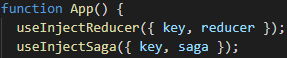 function App() {
useInjectReducer({ key, reducer });
useInjectSaga({ key, saga });